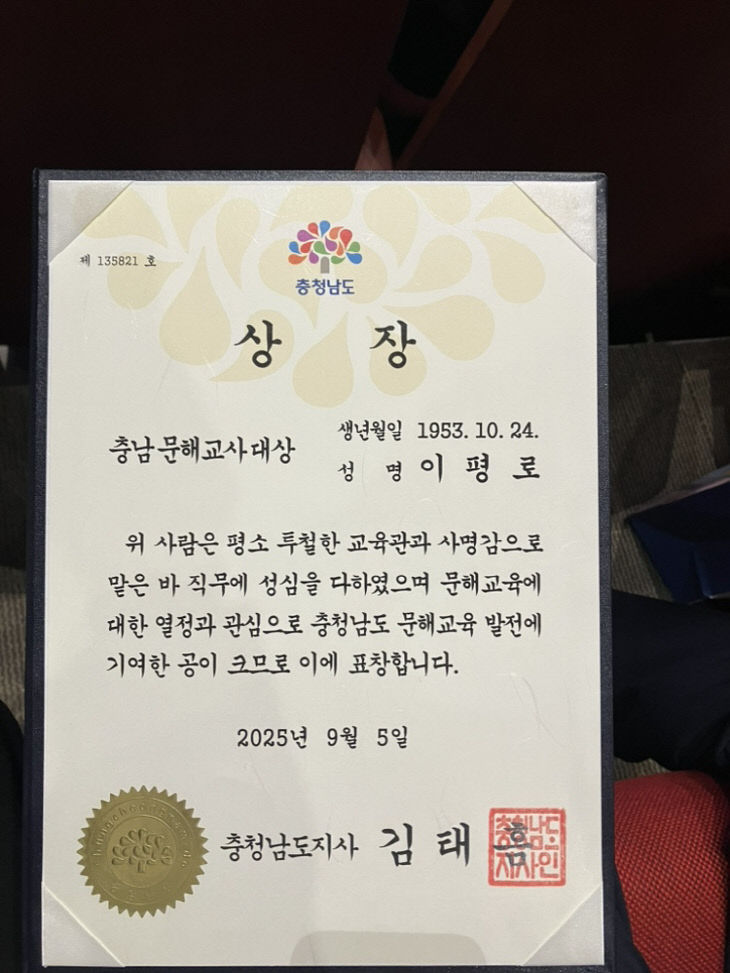 제 135821 호
충청남도
상 장
충남문해교사대상
생년월일 1953. 10. 24.
성 명 이 평 로
위 사람은 평소 투철한 교육관과 사명감으로
맡은 바 직무에 성심을 다하였으며 문해교육에
대한 열정과 관심으로 충청남도 문해교육 발전에
기여한 공이 크므로 이에 표창합니다.
2025년 9월 5일
충청남도지사 김 태 흠
충청남도
지사인